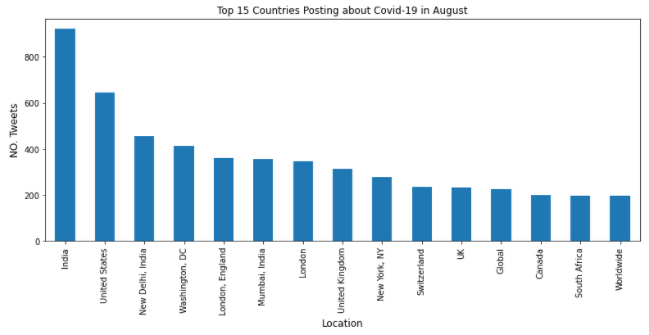 Top 15 Countries Posting about Covid-19 in August
NO. Tweets
800
600
400
200
0
India
United States
New Delhi, India
Washington, DC
London, England
Mumbai, India
London
United Kingdom
New York, NY
Switzerland
UK
Global
Canada
South Africa
Worldwide
Location